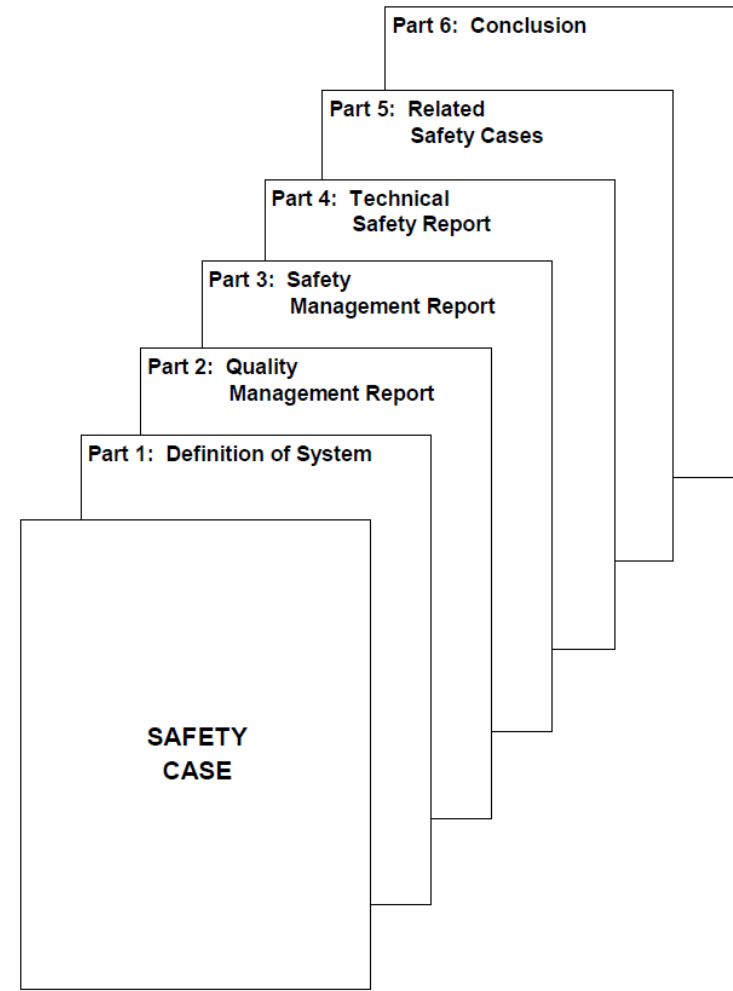 Part 6: Conclusion
Part 5: Related
Safety Cases
Part 4: Technical
Safety Report
Part 3: Safety
Management Report
Part 2: Quality
Management Report
Part 1: Definition of System
SAFETY
CASE